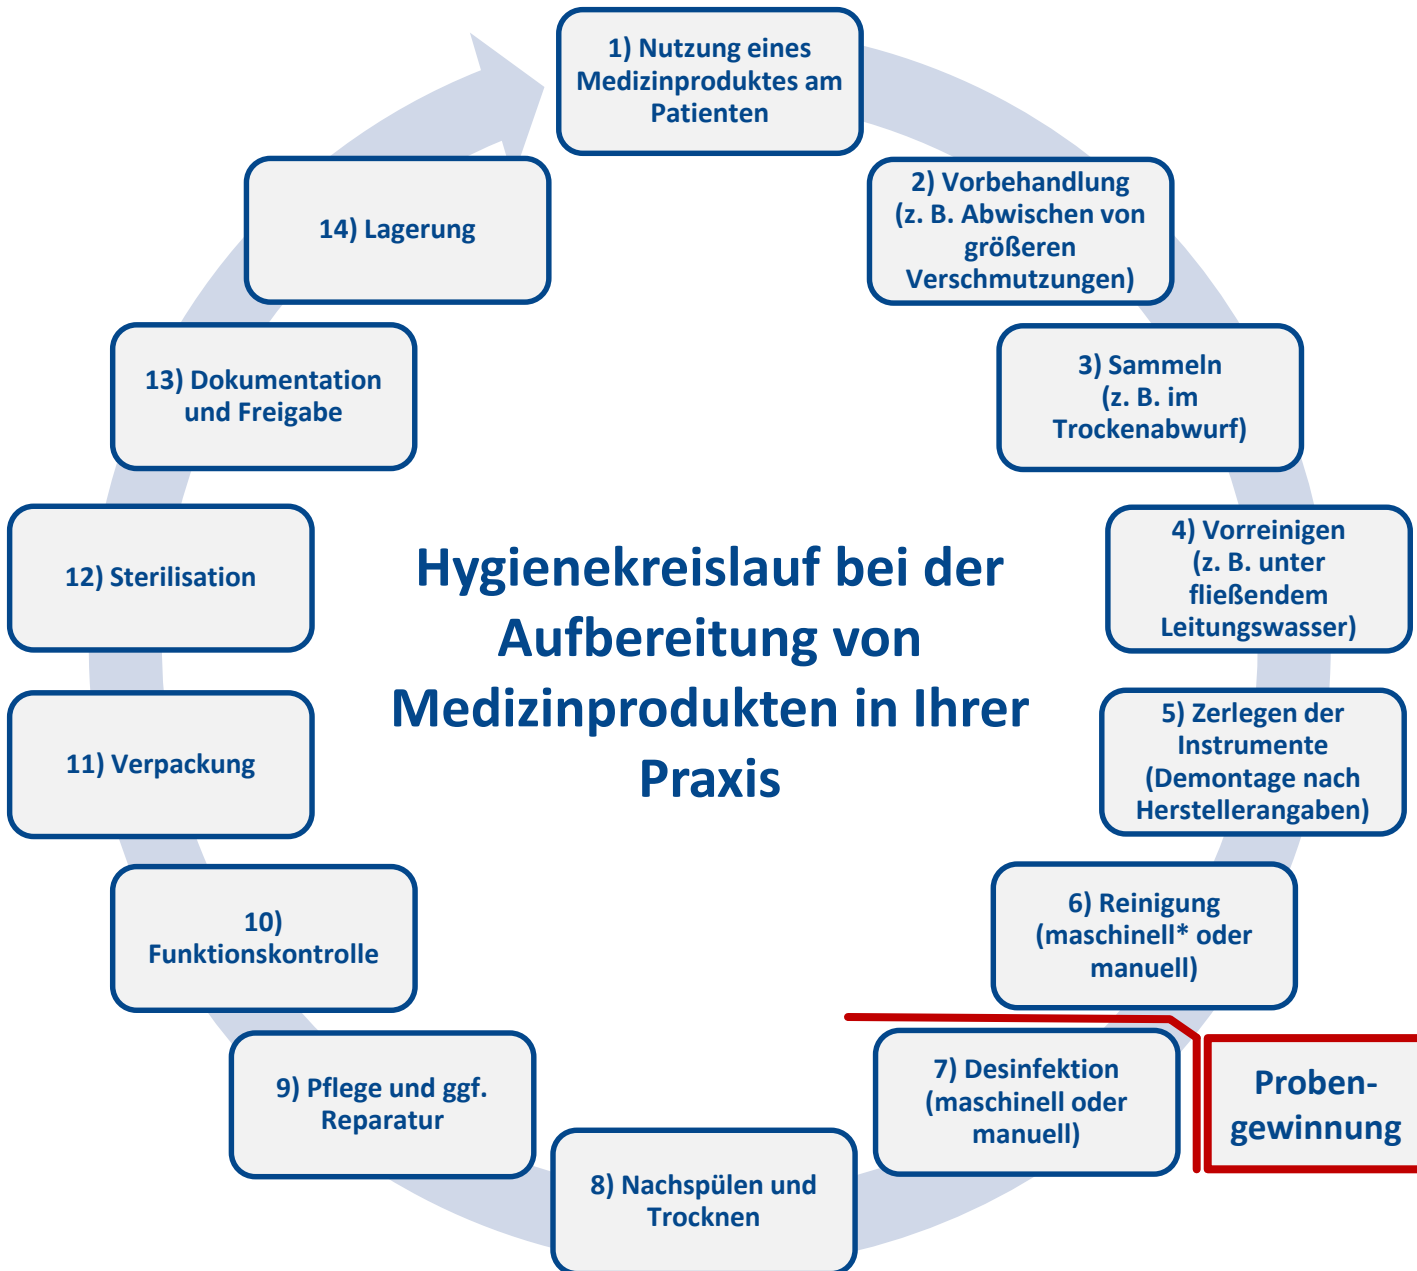 1) Nutzung eines
Medizinproduktes am
Patienten
2) Vorbehandlung
(z. B. Abwischen von
größeren
Verschmutzungen)
3) Sammeln
(z. B. im
Trockenabwurf)
4) Vorreinigen
(z. B. unter
fließendem
Leitungswasser)
5) Zerlegen der
Instrumente
(Demontage nach
Herstellerangaben)
6) Reinigung
(maschinell* oder
manuell)
Proben-
gewinnung
7) Desinfektion
(maschinell oder
manuell)
8) Nachspülen und
Trocknen
9) Pflege und ggf.
Reparatur
10)
Funktionskontrolle
11) Verpackung
12) Sterilisation
13) Dokumentation
und Freigabe
14) Lagerung
Hygienekreislauf bei der
Aufbereitung von
Medizinprodukten in Ihrer
Praxis